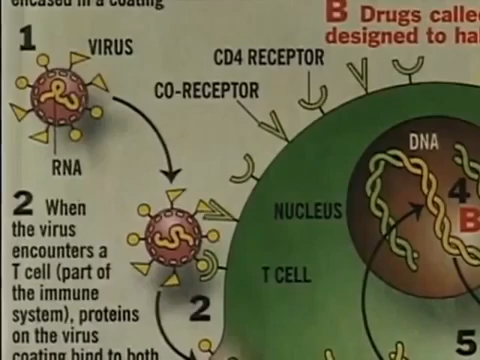 encased in a coating
B Drugs calle
designed to ha
1
VIRUS
CD4 RECEPTOR
CO-RECEPTOR
RNA
DNA
2 When
the virus
encounters a
T cell (part of
the immune
system), proteins
on the virus
coating bind to both
NUCLEUS
4
B
T CELL
2
5